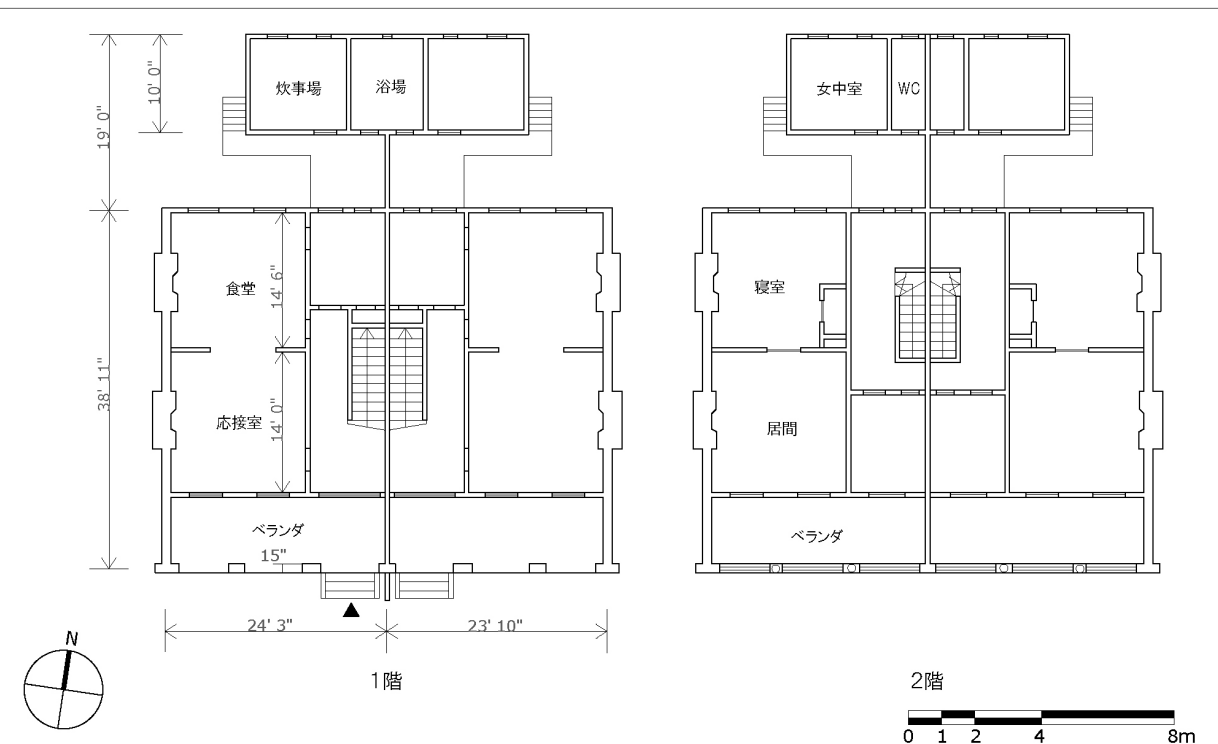 炊事場
浴場
10' 0"
19' 0"
食堂
14' 6"
38' 11"
応接室
14' 0"
ベランダ
15"
24' 3"
23' 10"
N
1階
女中室
WC
寝室
居間
ベランダ
2階
0 1 2 4 8m